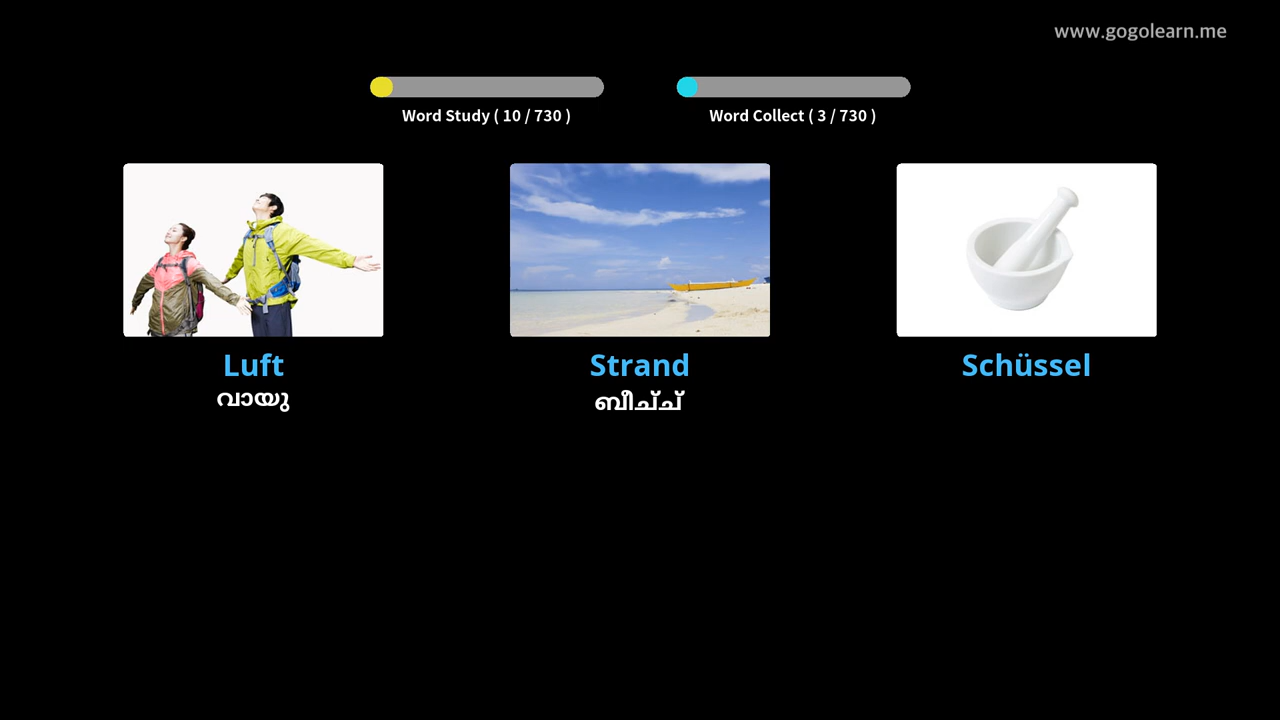 www.gogolearn.me
Word Study ( 10 / 730 )
Word Collect ( 3 / 730 )
Luft
Strand
Schüssel
വായു
ബീച്ച്